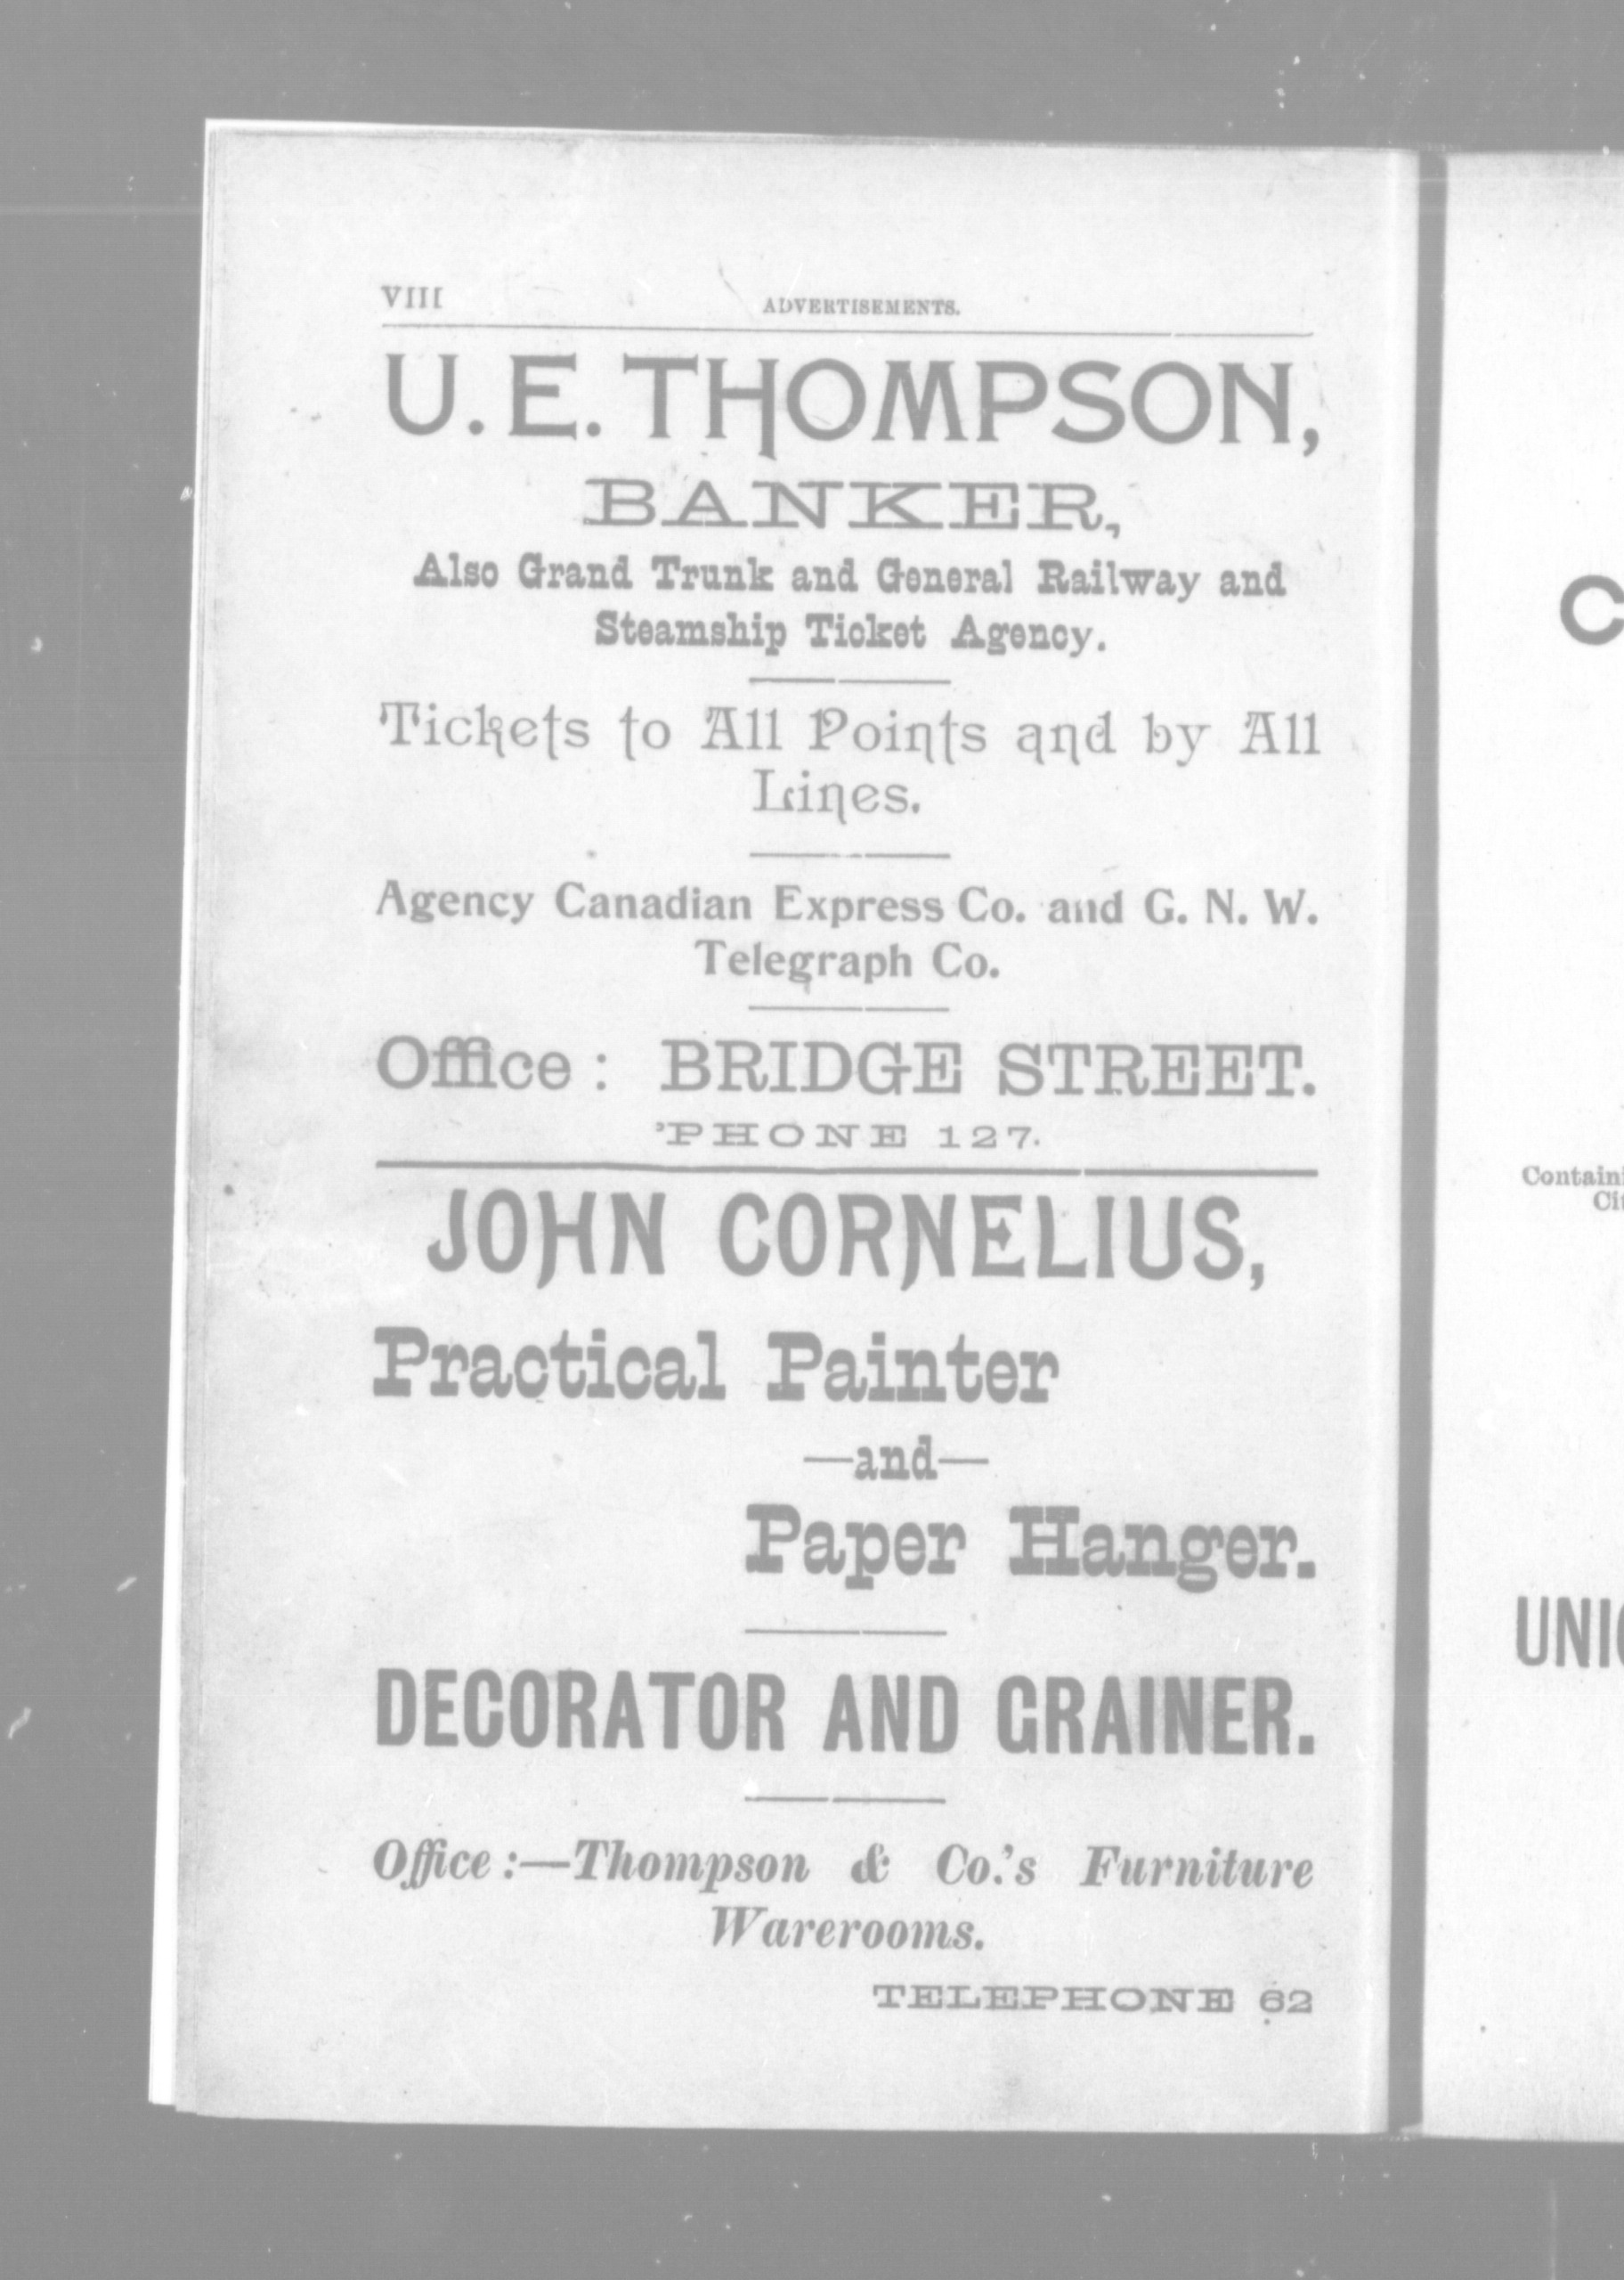 VIII
ADVERTISEMENTS.
U. E. THOMPSON,
BANKER,
Also Grand Trunk and General Railway and
Steamship Ticket Agency.
Tickets to All Points and by All
Lines.
Agency Canadian Express Co. and G. N. W.
Telegraph Co.
Office : BRIDGE STREET.
'PHONE 127.
JOHN CORNELIUS,
Practical Painter
—and—
Paper Hanger.
DECORATOR AND GRAINER.
Office :—Thompson & Co.'s Furniture
Warerooms.
TELEPHONE 62